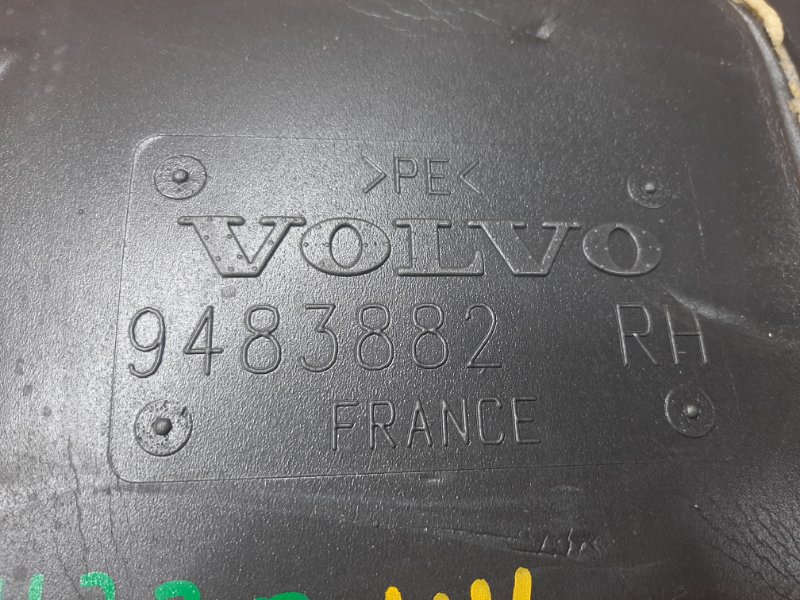 >PE<
VOLVO
9483882 RH
FRANCE